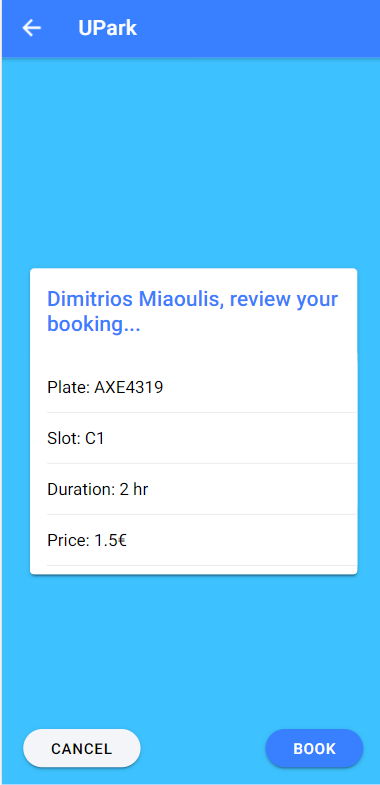 UPark
Dimitrios Miaoulis, review your
booking...
Plate: AXE4319
Slot: C1
Duration: 2 hr
Price: 1.5€
CANCEL
BOOK